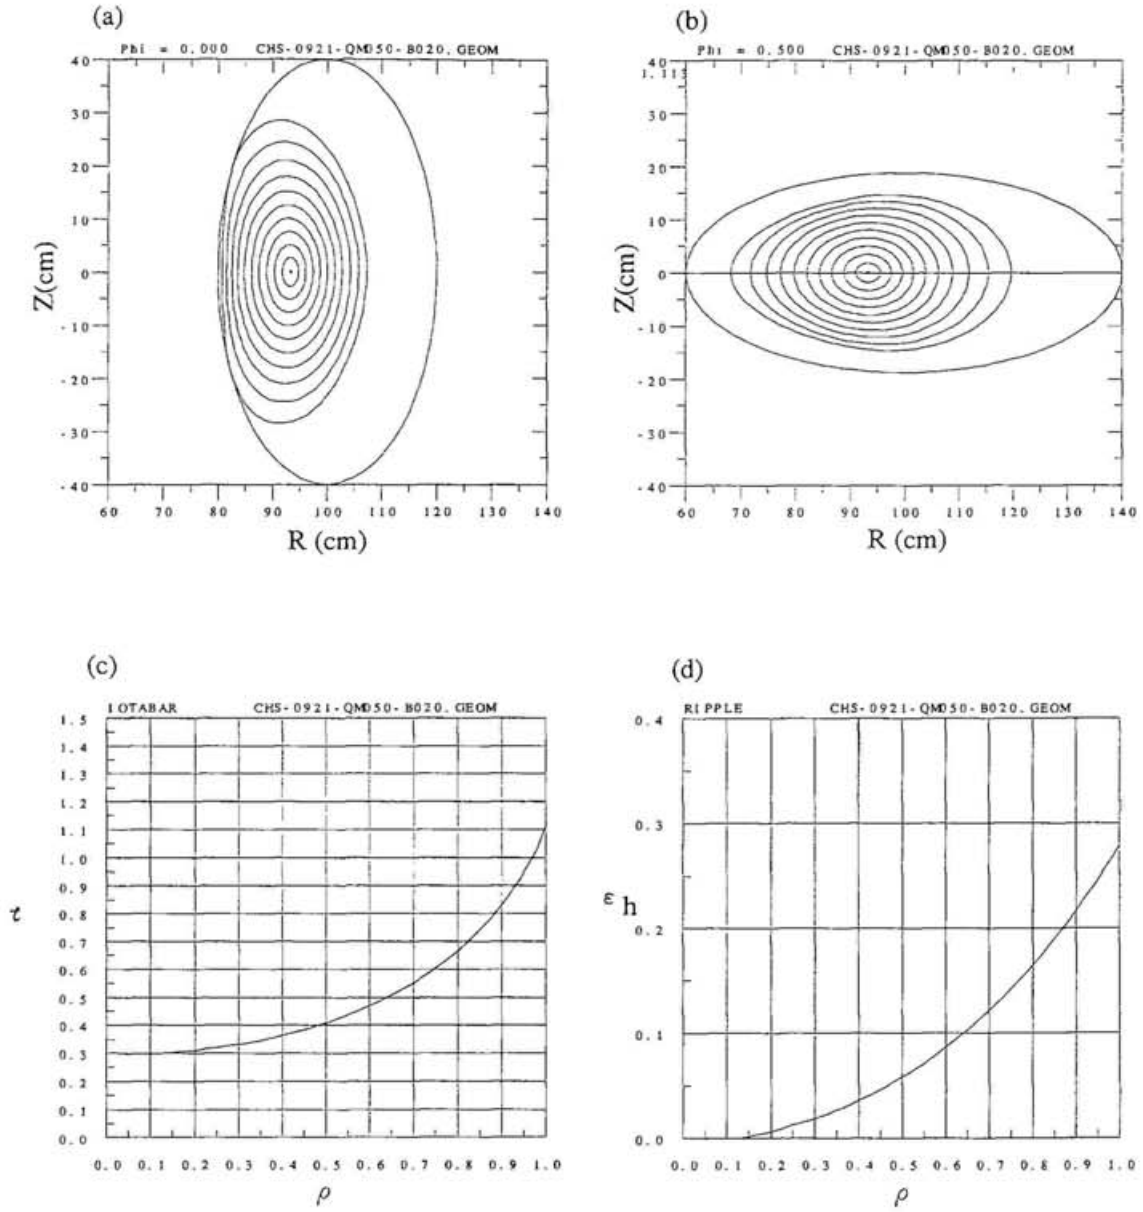 (a)
Phi = 0.000 CHS-0921-QM050-B020.GEOM
40
30
20
10
0
-10
-20
-30
-40
Z(cm)
60 70 80 90 100 110 120 130 140
R (cm)
(b)
Phi = 0.500 CHS-0921-QM050-B020.GEOM
40
30
20
10
0
-10
-20
-30
-40
Z(cm)
60 70 80 90 100 110 120 130 140
R (cm)
(c)
IOTABAR CHS-0921-QM050-B020.GEOM
1.5
1.4
1.3
1.2
1.1
1.0
0.9
0.8
0.7
0.6
0.5
0.4
0.3
0.2
0.1
0.0
0.0 0.1 0.2 0.3 0.4 0.5 0.6 0.7 0.8 0.9 1.0
ρ
(d)
RIPPLE CHS-0921-QM050-B020.GEOM
0.4
0.3
0.2
0.1
0.0
ε h
0.0 0.1 0.2 0.3 0.4 0.5 0.6 0.7 0.8 0.9 1.0
ρ